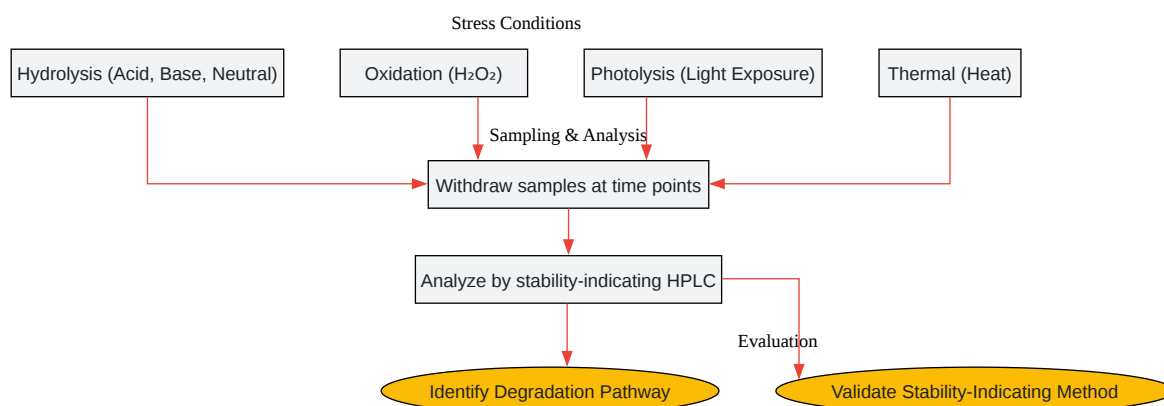 Stress Conditions
Hydrolysis (Acid, Base, Neutral)
Oxidation (H₂O₂)
Photolysis (Light Exposure)
Thermal (Heat)
Sampling & Analysis
Withdraw samples at time points
Analyze by stability-indicating HPLC
Evaluation
Identify Degradation Pathway
Validate Stability-Indicating Method